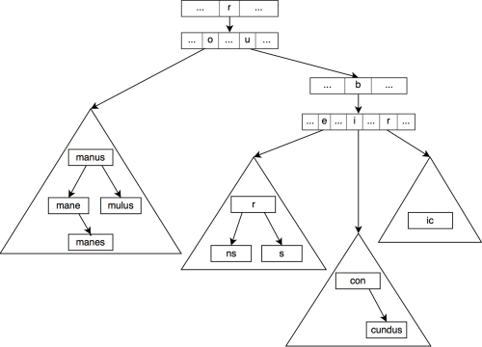 ... r ...
... o ... u ...
... b ...
... e ... i ... r ...
manus
mane mulus
manes
r
ns s
ic
con
cundus